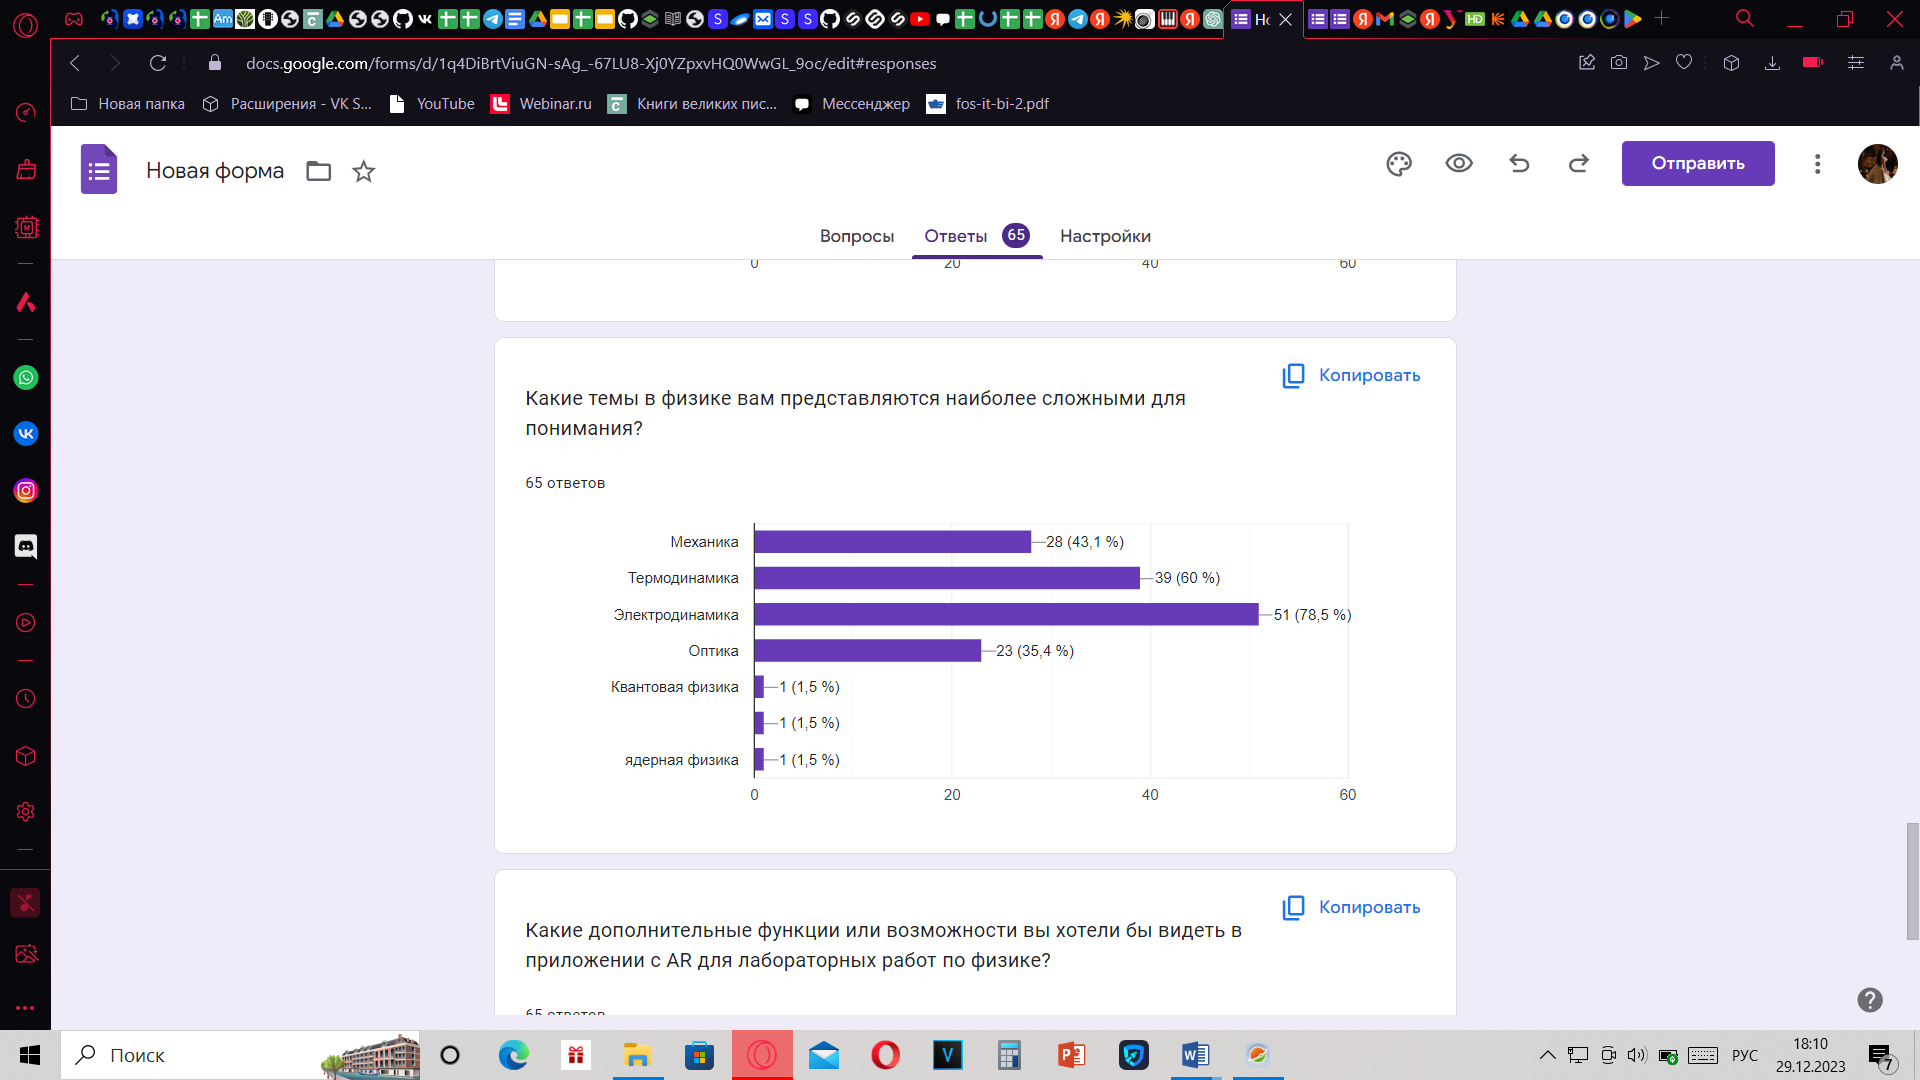 Но
docs.google.com/forms/d/1q4DiBrtViuGN-sAg_-67LU8-Xj0YZpxvHQ0WwGL_9oc/edit#responses
Новая папка
Расширения - VK S...
YouTube
Webinar.ru
Книги великих пис...
Мессенджер
fos-it-bi-2.pdf
Новая форма
Отправить
Вопросы
Ответы 65
Настройки
0 20 40 60
Копировать
Какие темы в физике вам представляются наиболее сложными для
понимания?
65 ответов
Механика 28 (43,1 %)
Термодинамика 39 (60 %)
Электродинамика 51 (78,5 %)
Оптика 23 (35,4 %)
Квантовая физика 1 (1,5 %)
1 (1,5 %)
ядерная физика 1 (1,5 %)
0 20 40 60
Копировать
Какие дополнительные функции или возможности вы хотели бы видеть в
приложении с AR для лабораторных работ по физике?
65 ответов
Поиск
РУС
18:10
29.12.2023
7